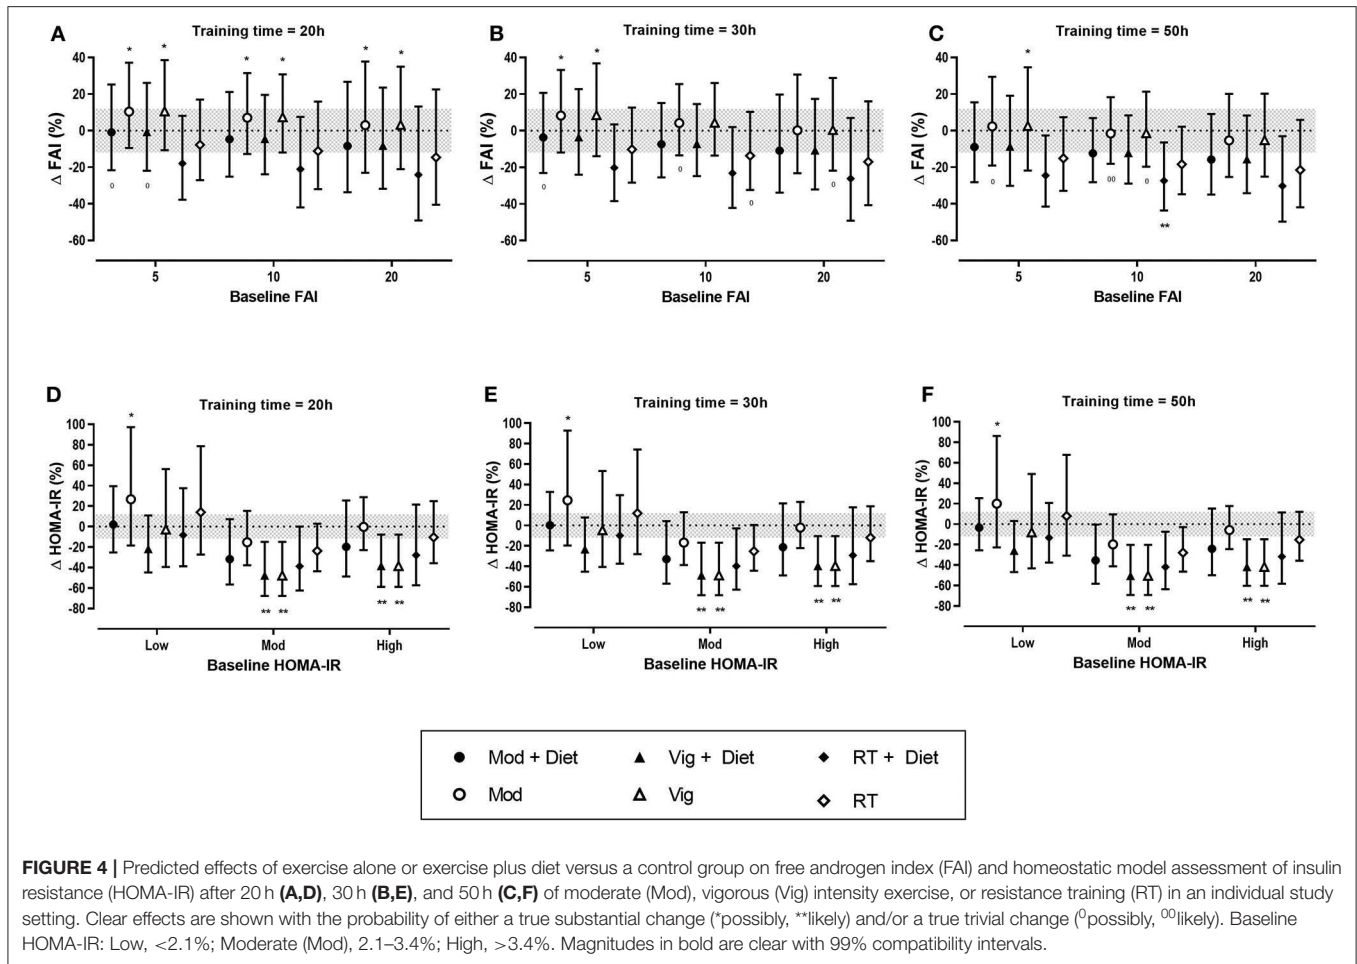 A
Training time = 20h
* * * * * *
40
20
0
-20
-40
-60
Δ FAI (%)
0 0
5 10 20
Baseline FAI
B
Training time = 30h
* *
40
20
0
-20
-40
-60
Δ FAI (%)
0 0 0 0
5 10 20
Baseline FAI
C
Training time = 50h
*
40
20
0
-20
-40
-60
Δ FAI (%)
0 00 0
**
5 10 20
Baseline FAI
D
Training time = 20h
*
100
80
60
40
20
0
-20
-40
-60
-80
Δ HOMA-IR (%)
** ** ** **
Low Mod High
Baseline HOMA-IR
E
Training time = 30h
*
100
80
60
40
20
0
-20
-40
-60
-80
Δ HOMA-IR (%)
** ** ** **
Low Mod High
Baseline HOMA-IR
F
Training time = 50h
*
100
80
60
40
20
0
-20
-40
-60
-80
Δ HOMA-IR (%)
** ** ** **
Low Mod High
Baseline HOMA-IR
Mod + Diet Vig + Diet RT + Diet
Mod Vig RT
FIGURE 4 | Predicted effects of exercise alone or exercise plus diet versus a control group on free androgen index (FAI) and homeostatic model assessment of insulin
resistance (HOMA-IR) after 20 h (A,D), 30 h (B,E), and 50 h (C,F) of moderate (Mod), vigorous (Vig) intensity exercise, or resistance training (RT) in an individual study
setting. Clear effects are shown with the probability of either a true substantial change (*possibly, **likely) and/or a true trivial change (⁰possibly, ⁰⁰likely). Baseline
HOMA-IR: Low, <2.1%; Moderate (Mod), 2.1–3.4%; High, >3.4%. Magnitudes in bold are clear with 99% compatibility intervals.